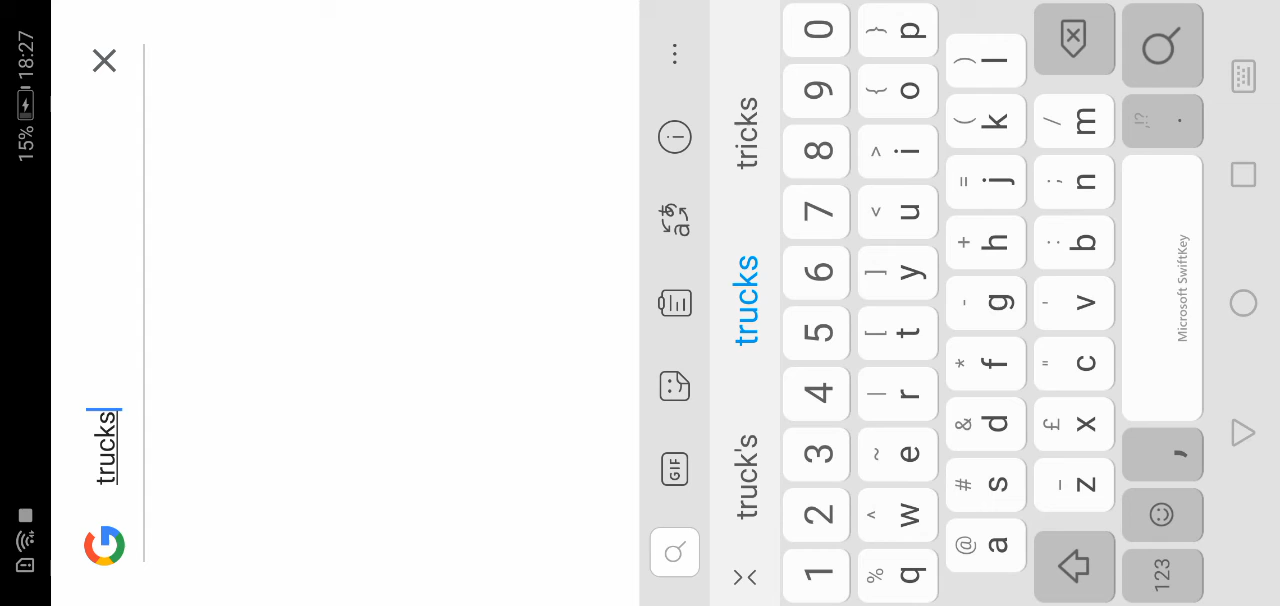 15% 18:27
trucks
GIF
truck's trucks tricks
1 2 3 4 5 6 7 8 9 0
% ^ ~ | [ ] < > { }
q w e r t y u i o p
@ # & * - + = ( )
a s d f g h j k l
_ £ " ' : ; /
z x c v b n m
123 , Microsoft SwiftKey . ,!?